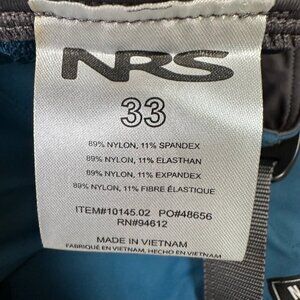 NRS
33
89% NYLON, 11% SPANDEX
89% NYLON, 11% ELASTHAN
89% NYLON, 11% EXPANDEX
89% NYLON, 11% FIBRE ÉLASTIQUE
ITEM#10145.02 PO#48656
RN#94612
MADE IN VIETNAM
FABRIQUÉ EN VIETNAM, HECHO EN VIETNAM